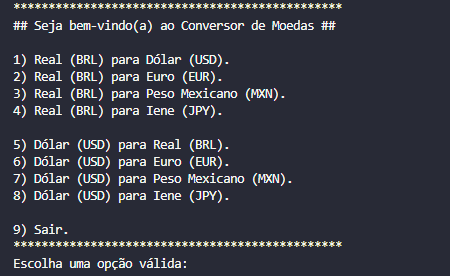 ***********************************************
## Seja bem-vindo(a) ao Conversor de Moedas ##
1) Real (BRL) para Dólar (USD).
2) Real (BRL) para Euro (EUR).
3) Real (BRL) para Peso Mexicano (MXN).
4) Real (BRL) para Iene (JPY).
5) Dólar (USD) para Real (BRL).
6) Dólar (USD) para Euro (EUR).
7) Dólar (USD) para Peso Mexicano (MXN).
8) Dólar (USD) para Iene (JPY).
9) Sair.
***********************************************
Escolha uma opção válida: